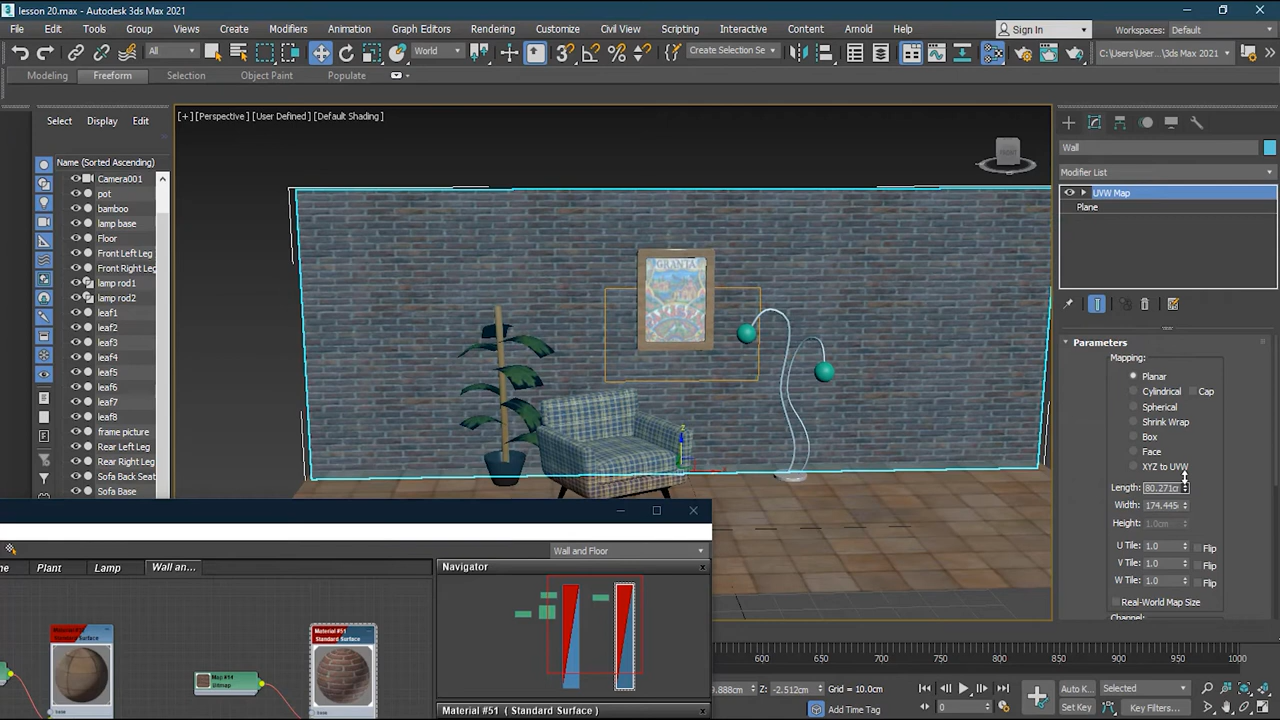 lesson 20.max - Autodesk 3ds Max 2021
File Edit Tools Group Views Create Modifiers Animation Graph Editors Rendering Customize Civil View Scripting Interactive Content Arnold Help Sign In Workspaces: Default
All World Create Selection Se C:\Users\User ...\3ds Max 2021
Modeling Freeform Selection Object Paint Populate
Select Display Edit
[+] [Perspective] [User Defined] [Default Shading]
Name (Sorted Ascending)
Camera001
pot
bamboo
lamp base
Floor
Front Left Leg
Front Right Leg
lamp rod1
lamp rod2
leaf1
leaf2
leaf3
leaf4
leaf5
leaf6
leaf7
leaf8
frame picture
Rear Left Leg
Rear Right Leg
Sofa Back Seat
Sofa Base
GRANJA
Wall
Modifier List
UVW Map
Plane
Parameters
Mapping:
Planar
Cylindrical Cap
Spherical
Shrink Wrap
Box
Face
XYZ to UVW
Length: 80.271c
Width: 174.445
Height: 1.0cm
U Tile: 1.0 Flip
V Tile: 1.0 Flip
W Tile: 1.0 Flip
Real-World Map Size
Channel:
Wall and Floor
Plant Lamp Wall an...
Navigator
Standard Surface
Map #14
Bitmap
Material #51
Standard Surface
Material #51 ( Standard Surface )
600 650 700 750 800 850 900 950 1000
9.888cm Z: -2.512cm Grid = 10.0cm
Add Time Tag
0
Auto K... Selected
Set Key Key Filters...